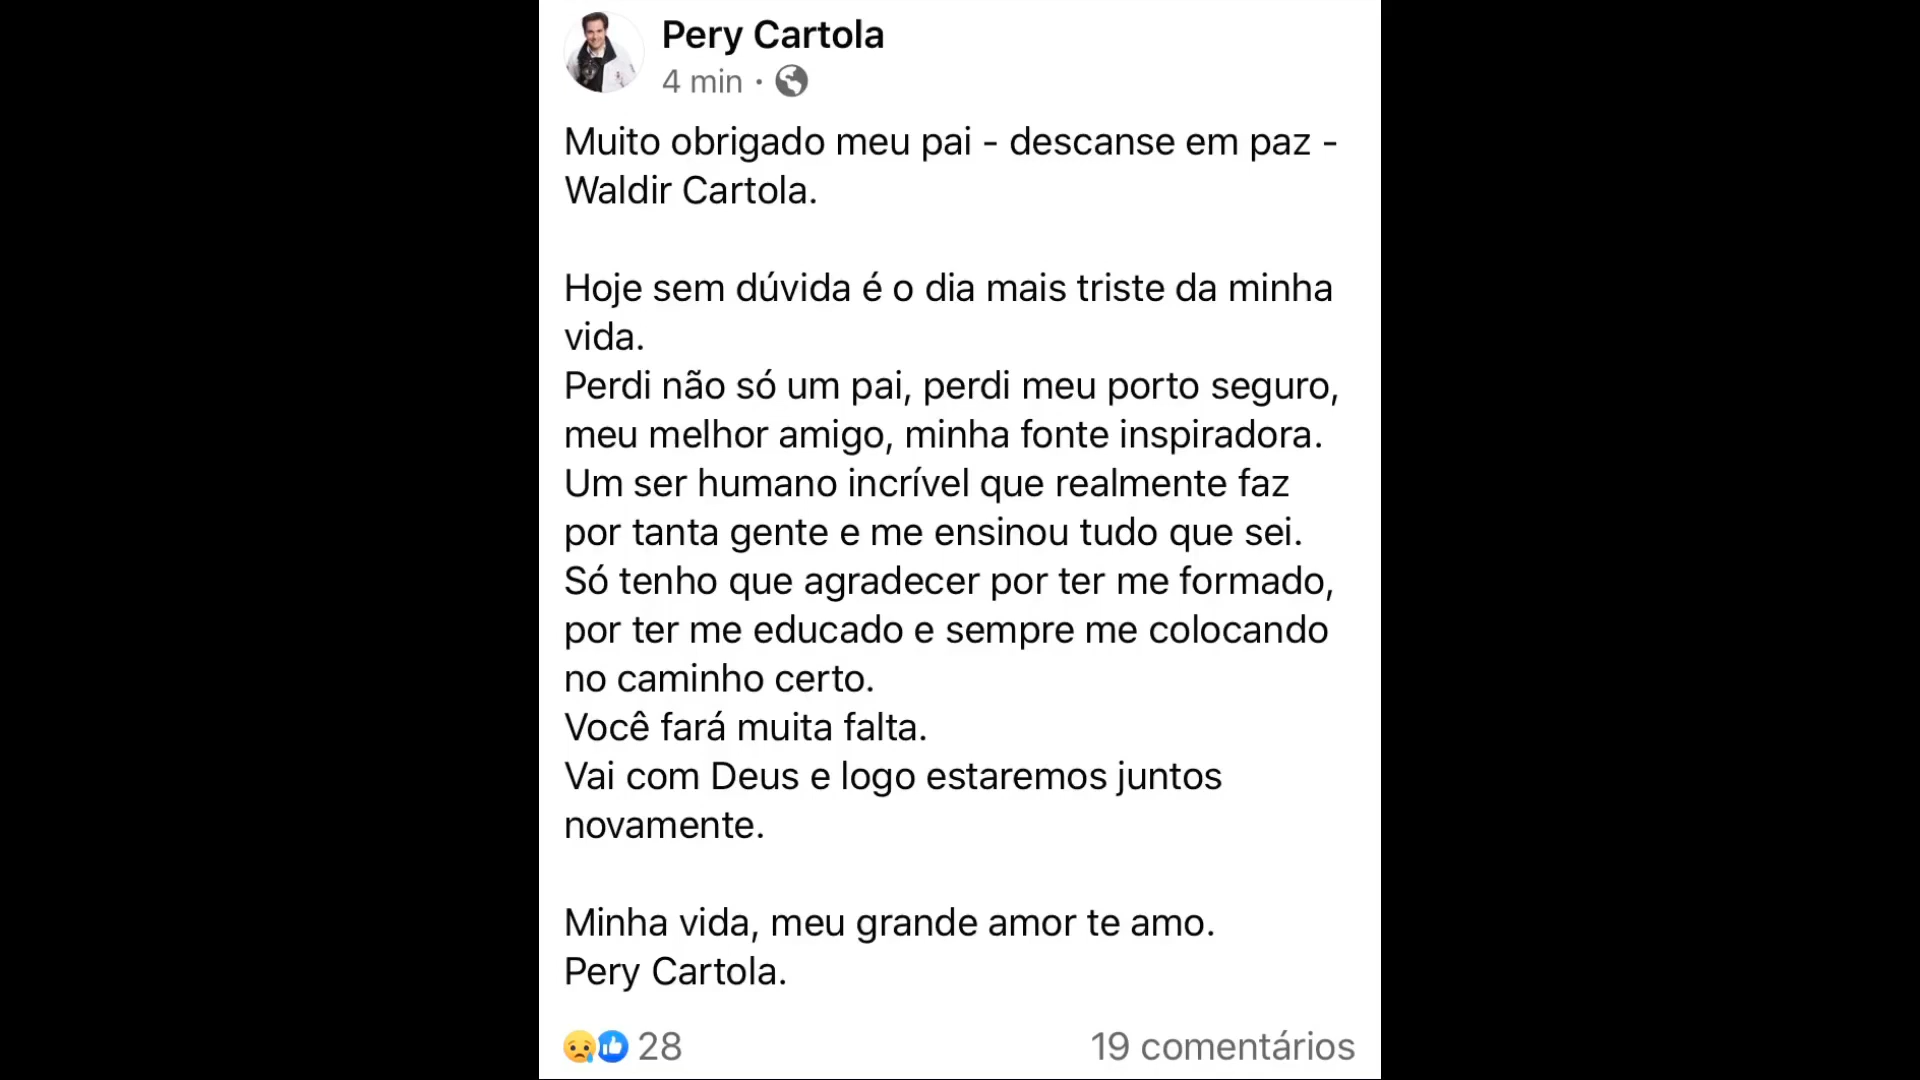 Pery Cartola
4 min ·
Muito obrigado meu pai - descanse em paz -
Waldir Cartola.
Hoje sem dúvida é o dia mais triste da minha
vida.
Perdi não só um pai, perdi meu porto seguro,
meu melhor amigo, minha fonte inspiradora.
Um ser humano incrível que realmente faz
por tanta gente e me ensinou tudo que sei.
Só tenho que agradecer por ter me formado,
por ter me educado e sempre me colocando
no caminho certo.
Você fará muita falta.
Vai com Deus e logo estaremos juntos
novamente.
Minha vida, meu grande amor te amo.
Pery Cartola.
28 19 comentários